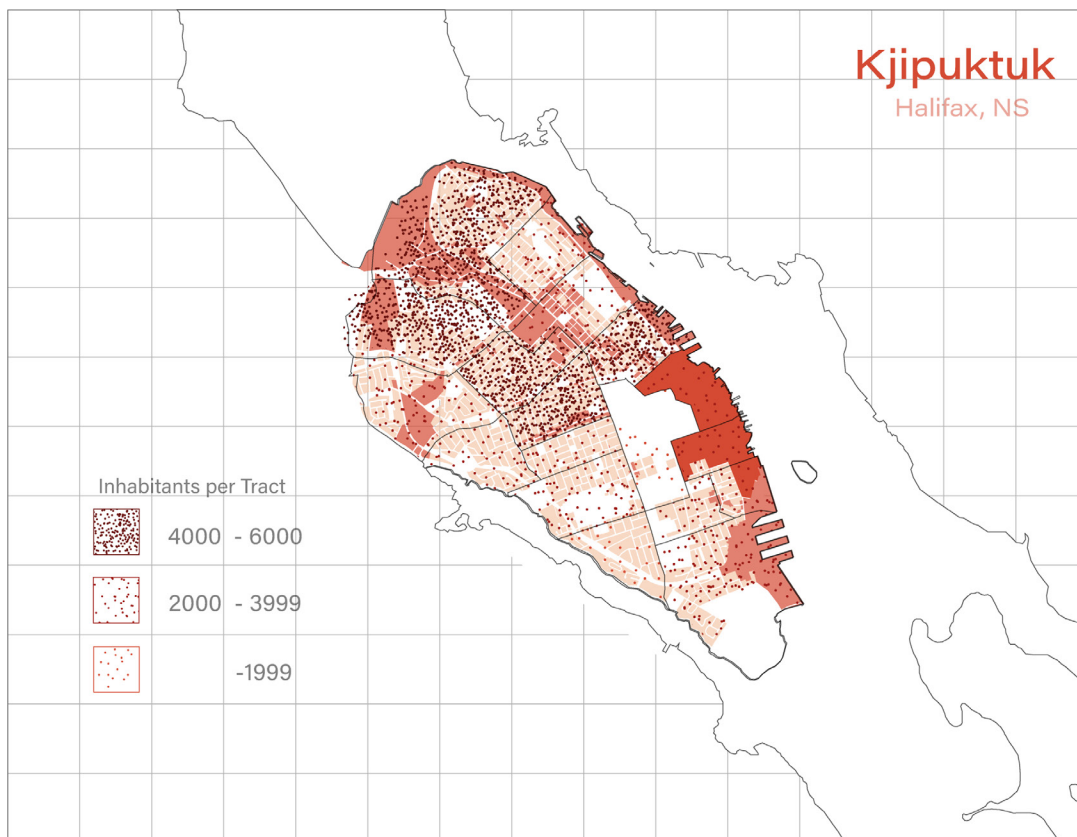 Kjipuktuk
Halifax, NS
Inhabitants per Tract
4000 - 6000
2000 - 3999
-1999